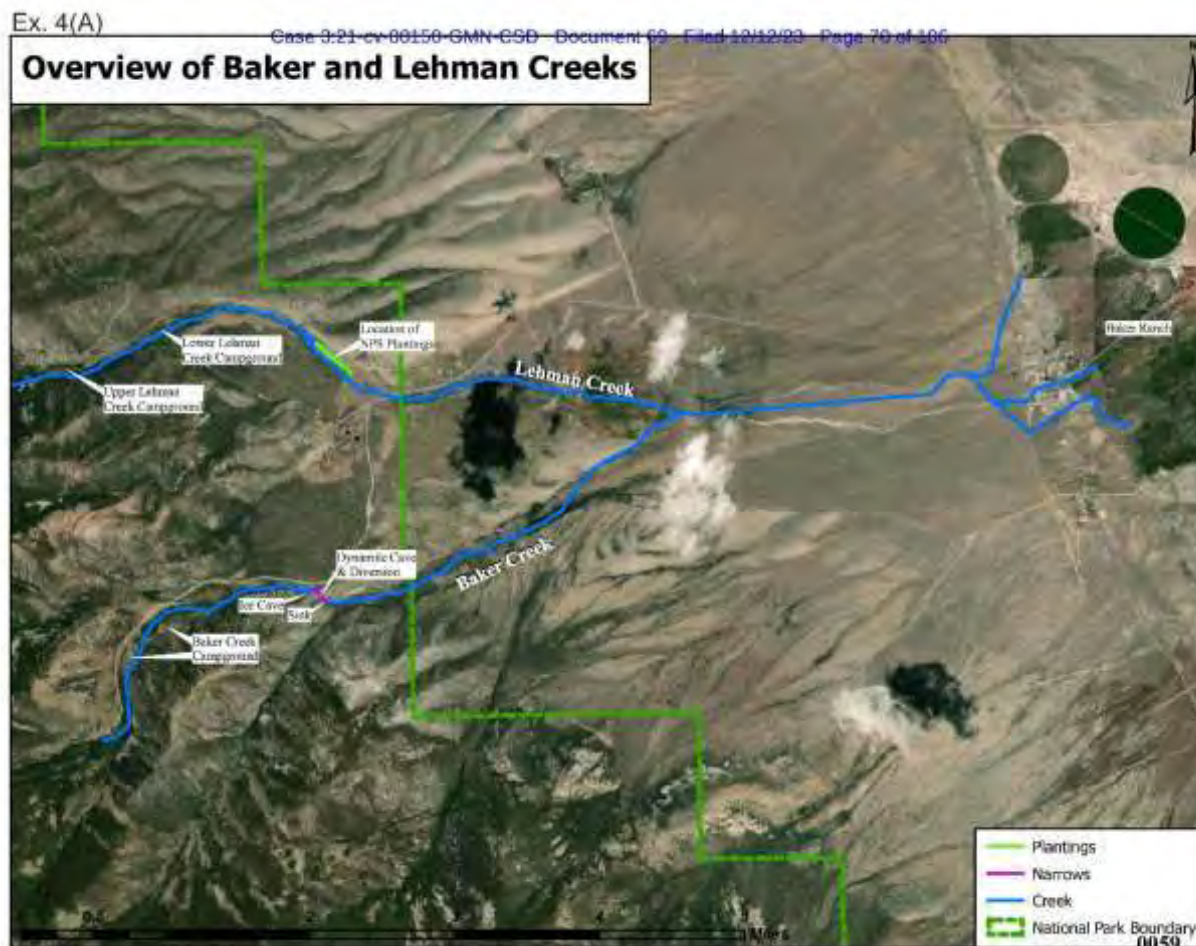 Ex. 4(A)
Case 3:21-cv-00150-GMN-CSD Document 69 Filed 12/12/23 Page 70 of 106
Overview of Baker and Lehman Creeks
Location of
NPS Plantings
Lower Lehman
Creek Campground
Baker Ranch
Upper Lehman
Creek Campground
Lehman Creek
Dynamite Cave
& Diversion
Baker Creek
Ice Cave
Sink
Baker Creek
Campground
Plantings
Narrows
Creek
National Park Boundary
2
4
Miles
0059